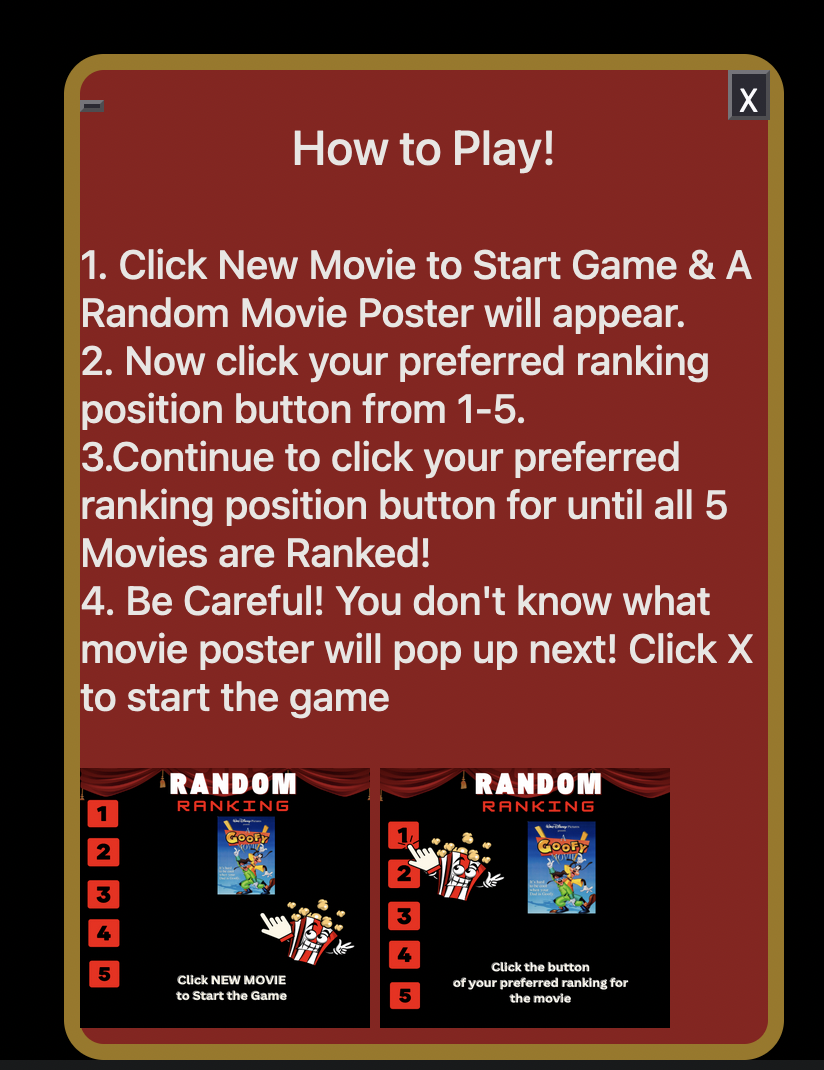 X
How to Play!
1. Click New Movie to Start Game & A
Random Movie Poster will appear.
2. Now click your preferred ranking
position button from 1-5.
3.Continue to click your preferred
ranking position button for until all 5
Movies are Ranked!
4. Be Careful! You don't know what
movie poster will pop up next! Click X
to start the game
RANDOM
RANKING
1
2
3
4
5
GOOFY
Click NEW MOVIE
to Start the Game
RANDOM
RANKING
1
2
3
4
5
GOOFY
Click the button
of your preferred ranking for
the movie